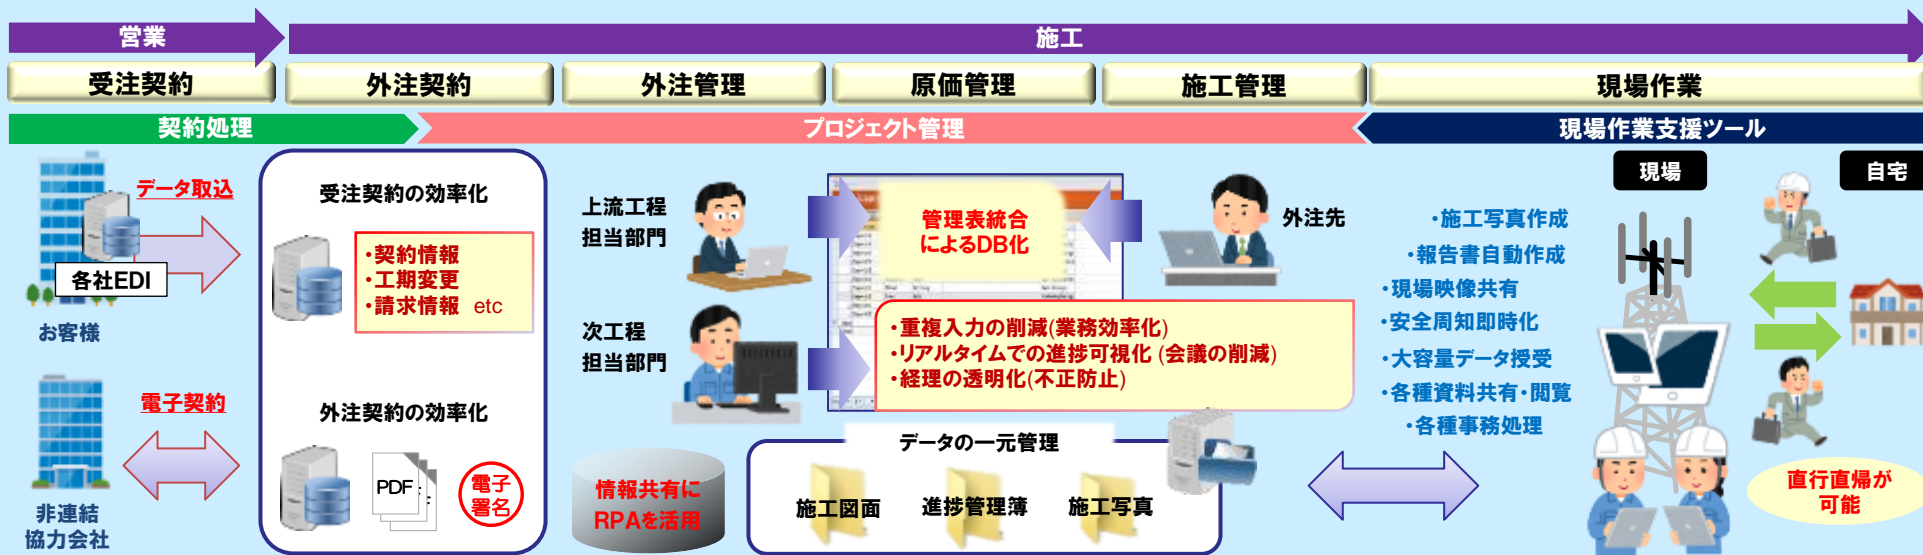 営業
施工
受注契約
外注契約
外注管理
原価管理
施工管理
現場作業
契約処理
プロジェクト管理
現場作業支援ツール
データ取込
各社EDI
お客様
電子契約
非連結
協力会社
受注契約の効率化
・契約情報
・工期変更
・請求情報 etc
外注契約の効率化
PDF
電子
署名
上流工程
担当部門
次工程
担当部門
管理表統合
によるDB化
外注先
・重複入力の削減(業務効率化)
・リアルタイムでの進捗可視化 (会議の削減)
・経理の透明化(不正防止)
情報共有に
RPAを活用
データの一元管理
施工図面
進捗管理簿
施工写真
・施工写真作成
・報告書自動作成
・現場映像共有
・安全周知即時化
・大容量データ授受
・各種資料共有・閲覧
・各種事務処理
現場
自宅
直行直帰が
可能